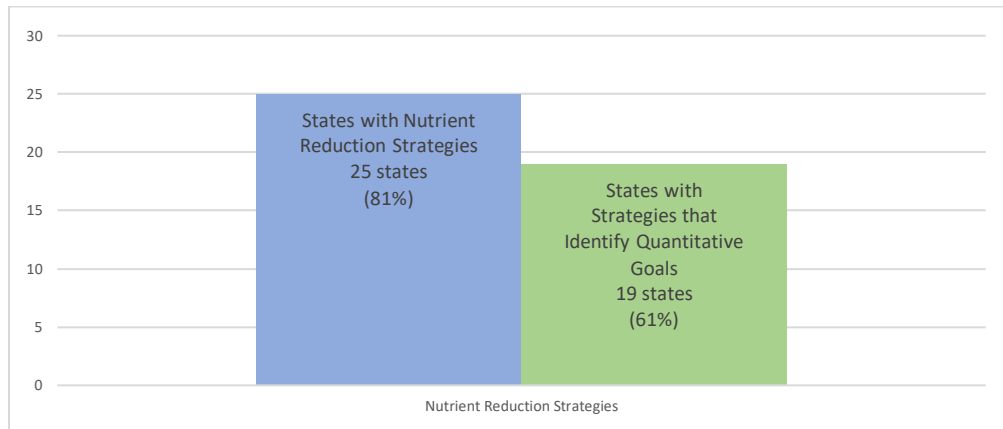 30
25
20
15
10
5
0
States with Nutrient
Reduction Strategies
25 states
(81%)
States with
Strategies that
Identify Quantitative
Goals
19 states
(61%)
Nutrient Reduction Strategies